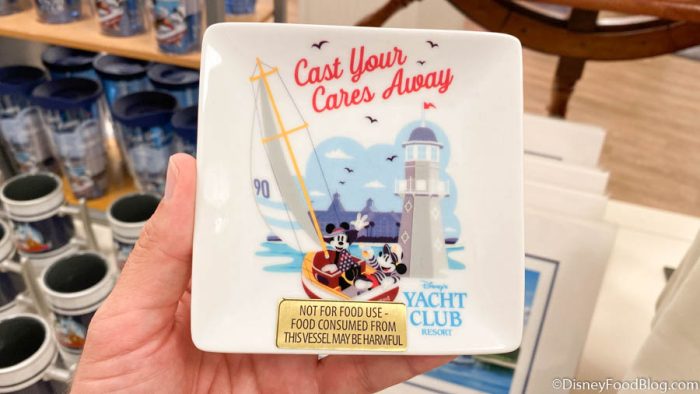 Cast Your
Cares Away
90
Disney's
YACHT
CLUB
RESORT
NOT FOR FOOD USE -
FOOD CONSUMED FROM
THIS VESSEL MAY BE HARMFUL
©DisneyFoodBlog.com